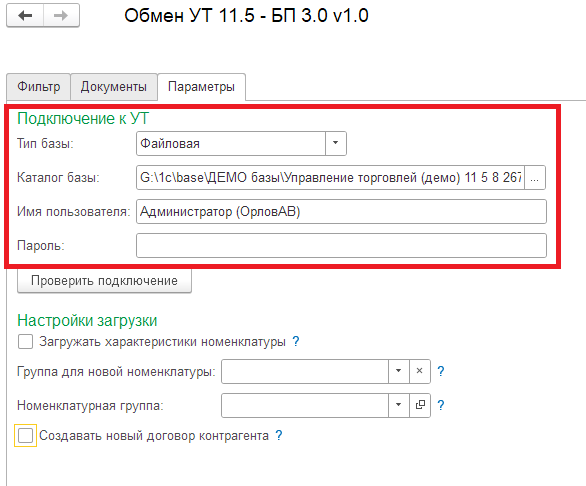 Обмен УТ 11.5 - БП 3.0 v1.0
Фильтр Документы Параметры
Подключение к УТ
Тип базы: Файловая
Каталог базы: G:\1c\base\ДЕМО базы\Управление торговлей (демо) 11 5 8 267 ...
Имя пользователя: Администратор (ОрловАВ)
Пароль:
Проверить подключение
Настройки загрузки
Загружать характеристики номенклатуры ?
Группа для новой номенклатуры: × ?
Номенклатурная группа: ?
Создавать новый договор контрагента ?